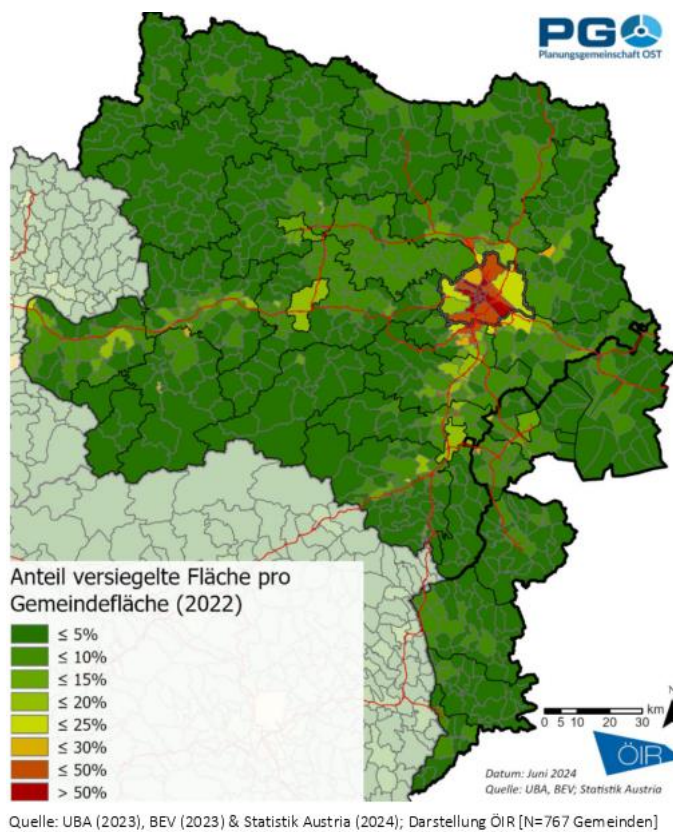 PGO
Planungsgemeinschaft OST
Anteil versiegelte Fläche pro
Gemeindefläche (2022)
≤ 5%
≤ 10%
≤ 15%
≤ 20%
≤ 25%
≤ 30%
≤ 50%
> 50%
N
0 5 10 20 30 km
ÖIR
Datum: Juni 2024
Quelle: UBA, BEV; Statistik Austria
Quelle: UBA (2023), BEV (2023) & Statistik Austria (2024); Darstellung ÖIR [N=767 Gemeinden]